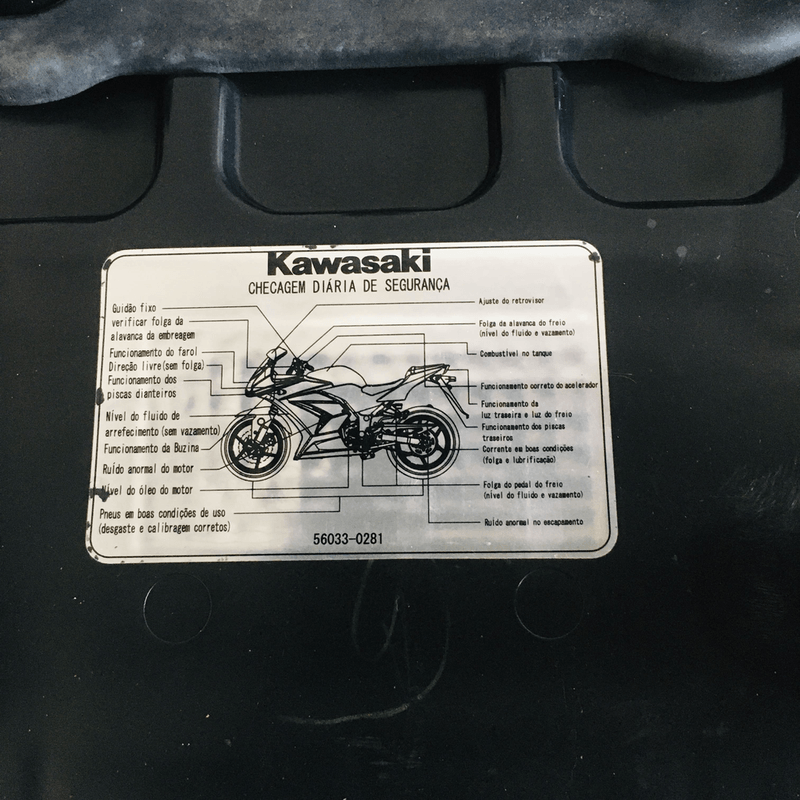 Kawasaki
CHECAGEM DIÁRIA DE SEGURANÇA
Guidão fixo
verificar folga da
alavanca da embreagem
Funcionamento do farol
Direção livre(sem folga)
Funcionamento dos
piscas dianteiros
Nível do fluido de
arrefecimento (sem vazamento)
Funcionamento da Buzina
Ruído anormal do motor
Nível do óleo do motor
Pneus em boas condições de uso
(desgaste e calibragem corretos)
Ajuste do retrovisor
Folga da alavanca do freio
(nível do fluido e vazamento)
Combustível no tanque
Funcionamento correto do acelerador
Funcionamento da
luz traseira e luz do freio
Funcionamento dos piscas
traseiros
Corrente em boas condições
(folga e lubrificação)
Folga do pedal do freio
(nível do fluido e vazamento)
Ruído anormal no escapamento
56033-0281